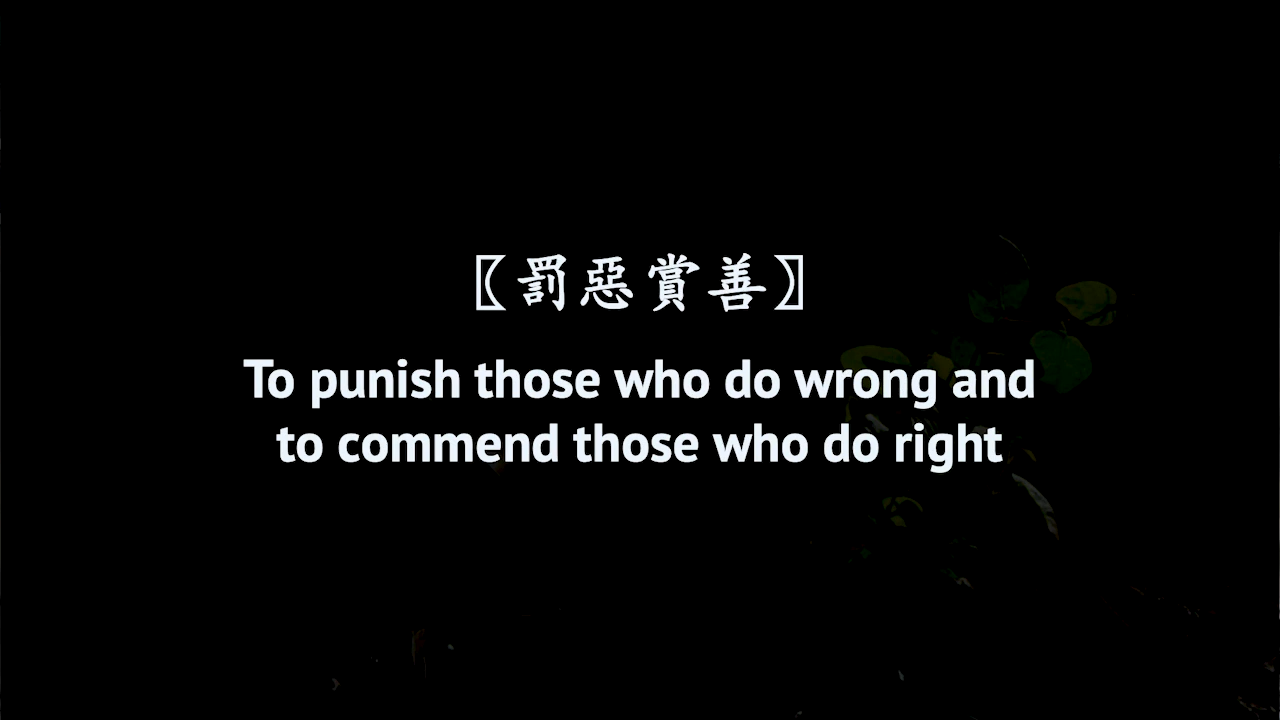 〖罰惡賞善〗
To punish those who do wrong and
to commend those who do right